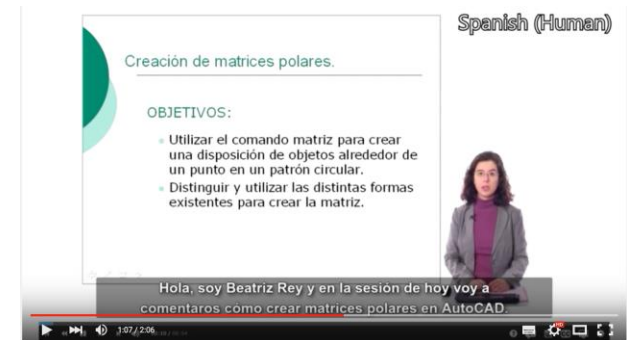 Spanish (Human)
Creación de matrices polares.
OBJETIVOS:
Utilizar el comando matriz para crear
una disposición de objetos alrededor de
un punto en un patrón circular.
Distinguir y utilizar las distintas formas
existentes para crear la matriz.
Hola, soy Beatriz Rey y en la sesión de hoy voy a
comentaros cómo crear matrices polares en AutoCAD.
1:07 / 2:06